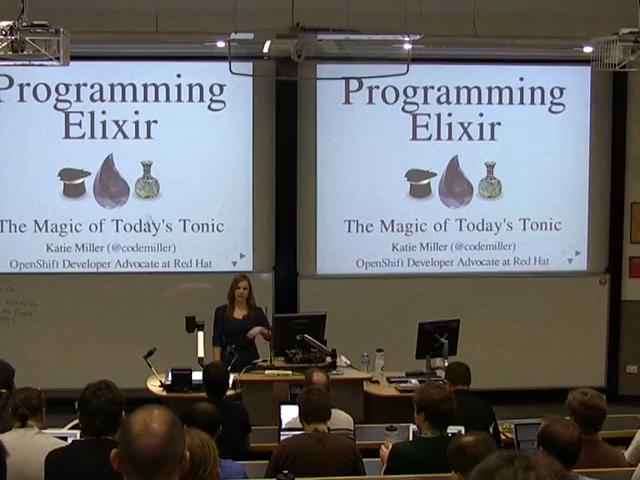 Programming
Elixir
The Magic of Today's Tonic
Katie Miller (@codemiller)
OpenShift Developer Advocate at Red Hat
Programming
Elixir
The Magic of Today's Tonic
Katie Miller (@codemiller)
OpenShift Developer Advocate at Red Hat